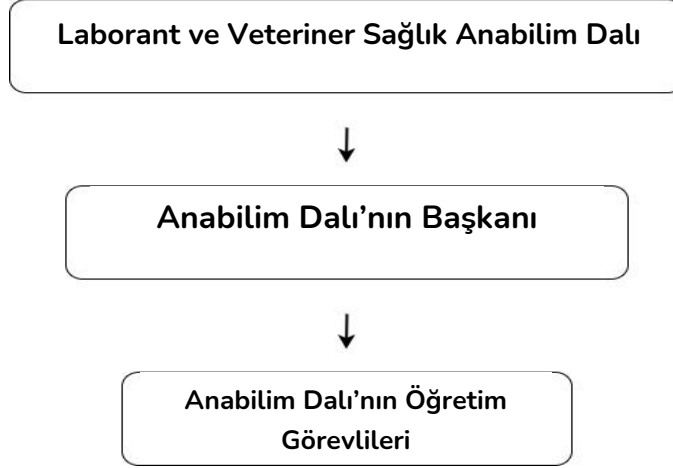 Laborant ve Veteriner Sağlık Anabilim Dalı
Anabilim Dalı’nın Başkanı
Anabilim Dalı’nın Öğretim
Görevlileri